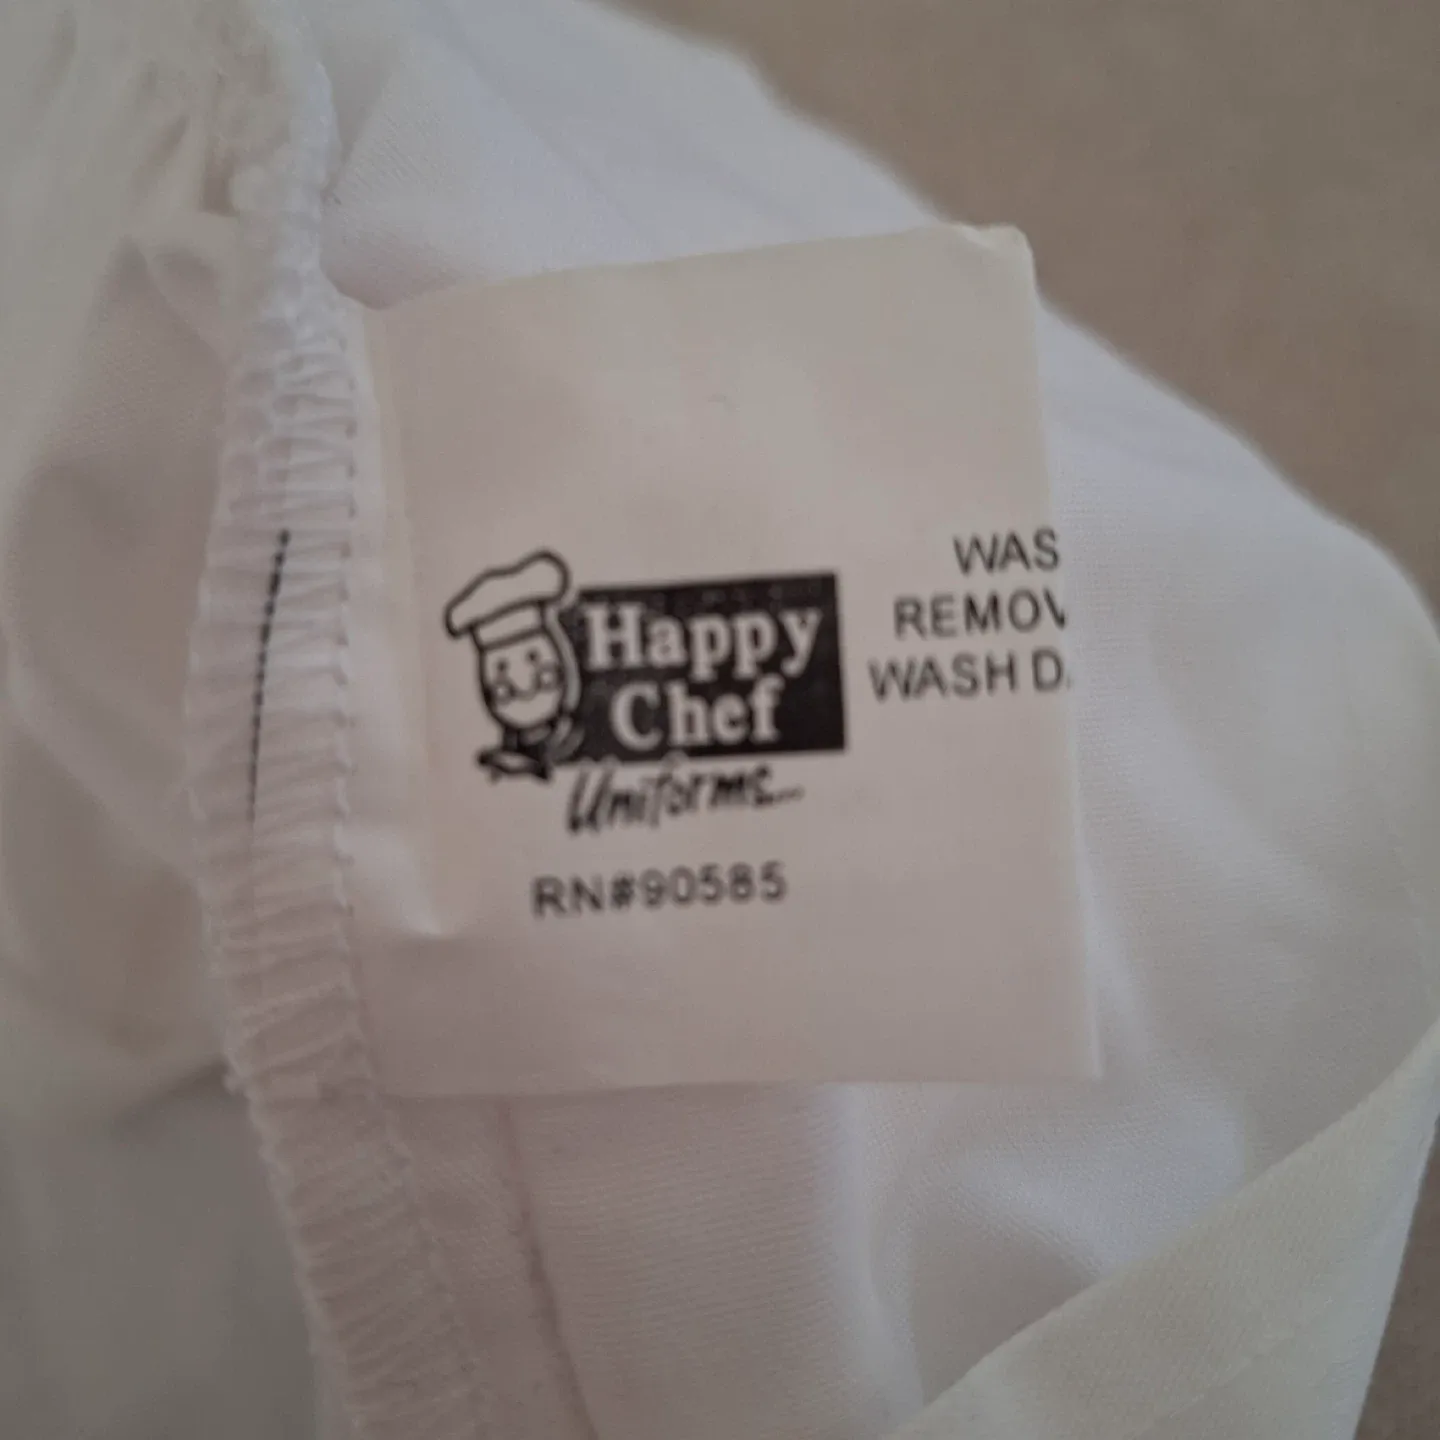 Happy
Chef
Uniforms...
RN#90585
WAS
REMOV
WASH D